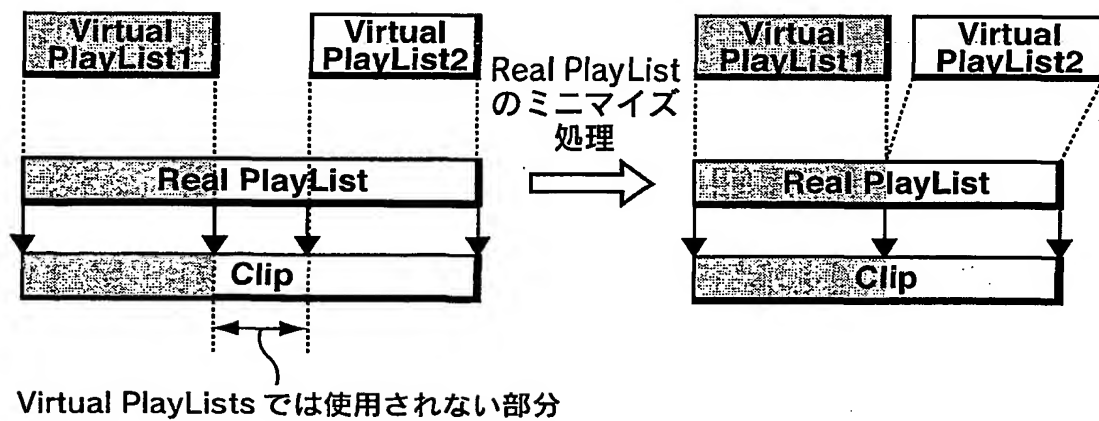 Virtual
PlayList1
Virtual
PlayList2
Real PlayList
のミニマイズ
処理
Virtual
PlayList1
Virtual
PlayList2
Real PlayList
Real PlayList
Clip
Clip
Virtual PlayLists では使用されない部分